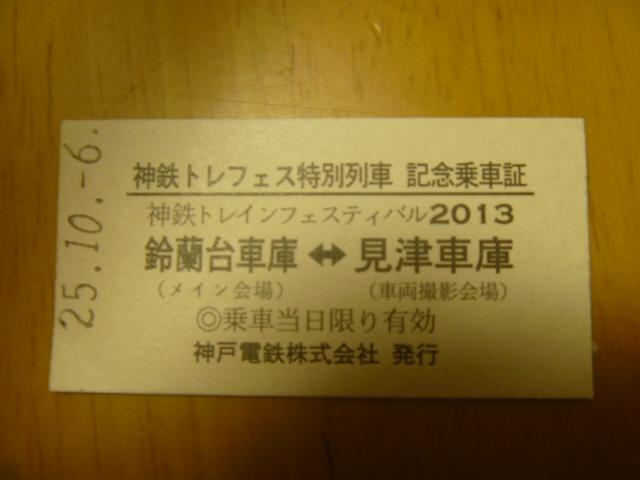 25.10.-6.
神鉄トレフェス特別列車 記念乗車証
神鉄トレインフェスティバル2013
鈴蘭台車庫 ⇔ 見津車庫
（メイン会場） （車両撮影会場）
◎乗車当日限り有効
神戸電鉄株式会社 発行